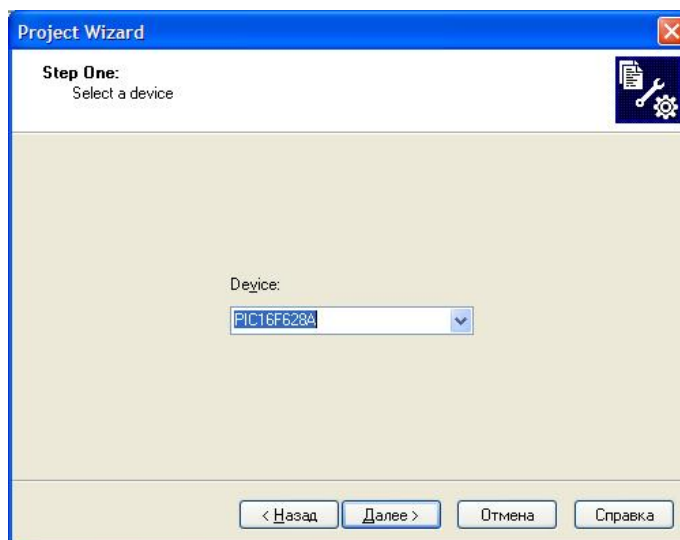 Project Wizard
Step One:
Select a device
Device:
PIC16F628A
< Назад Далее > Отмена Справка